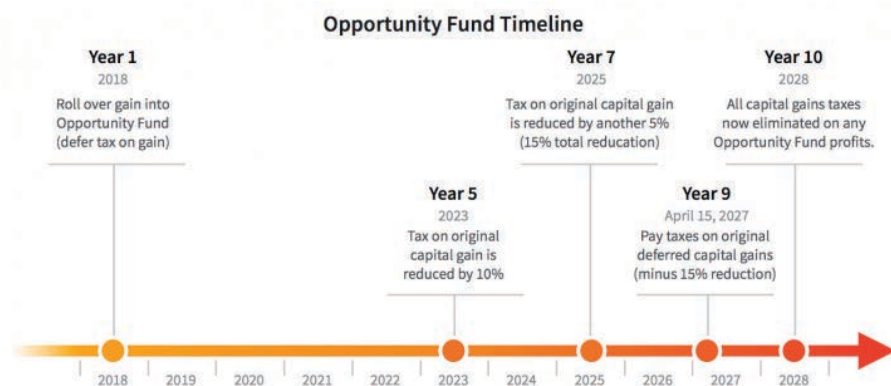 Opportunity Fund Timeline
Year 1
2018
Roll over gain into
Opportunity Fund
(defer tax on gain)
Year 5
2023
Tax on original
capital gain is
reduced by 10%
Year 7
2025
Tax on original capital gain
is reduced by another 5%
(15% total reducation)
Year 9
April 15, 2027
Pay taxes on original
deferred capital gains
(minus 15% reduction)
Year 10
2028
All capital gains taxes
now eliminated on any
Opportunity Fund profits.
2018 2019 2020 2021 2022 2023 2024 2025 2026 2027 2028